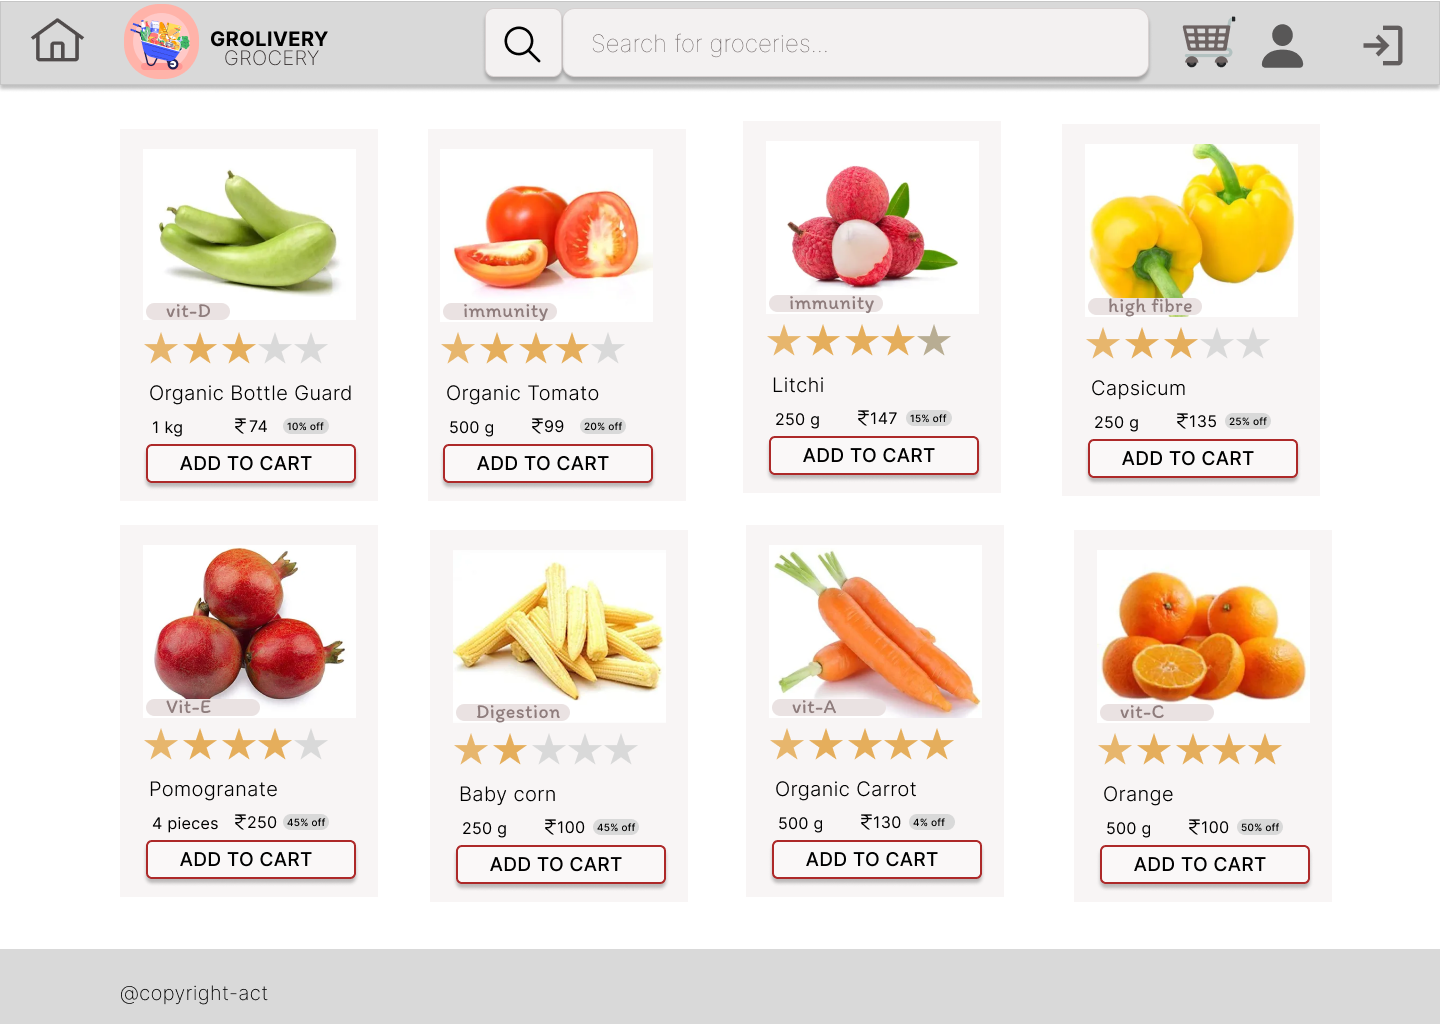 GROLIVERY
GROCERY
Search for groceries...
vit-D
Organic Bottle Guard
1 kg ₹74 10% off
ADD TO CART
immunity
Organic Tomato
500 g ₹99 20% off
ADD TO CART
immunity
Litchi
250 g ₹147 15% off
ADD TO CART
high fibre
Capsicum
250 g ₹135 25% off
ADD TO CART
Vit-E
Pomogranate
4 pieces ₹250 45% off
ADD TO CART
Digestion
Baby corn
250 g ₹100 45% off
ADD TO CART
vit-A
Organic Carrot
500 g ₹130 4% off
ADD TO CART
vit-C
Orange
500 g ₹100 50% off
ADD TO CART
@copyright-act